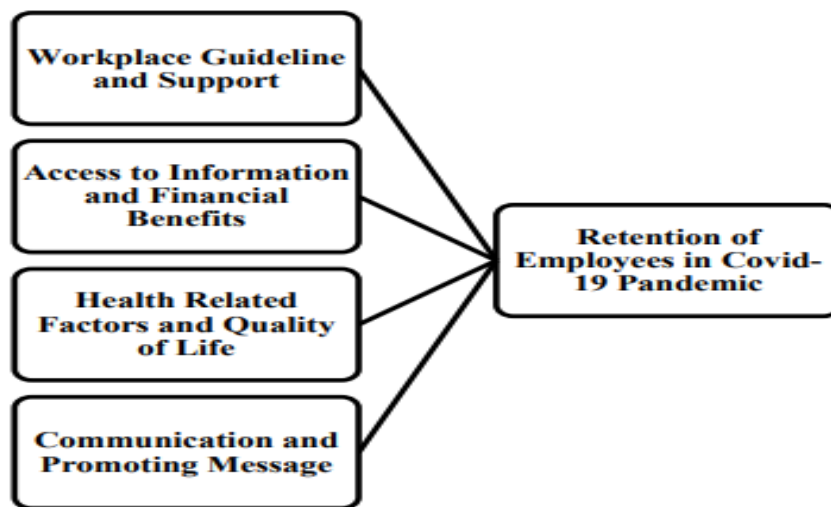 Workplace Guideline
and Support
Access to Information
and Financial
Benefits
Health Related
Factors and Quality
of Life
Communication and
Promoting Message
Retention of
Employees in Covid-
19 Pandemic